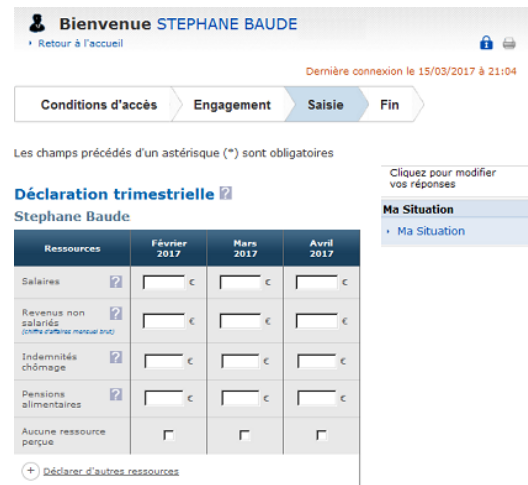 Bienvenue STEPHANE BAUDE
Retour à l'accueil
Dernière connexion le 15/03/2017 à 21:04
Conditions d'accès Engagement Saisie Fin
Les champs précédés d'un astérisque (*) sont obligatoires
Cliquez pour modifier
vos réponses
Ma Situation
Ma Situation
Déclaration trimestrielle ?
Stephane Baude
Ressources Février 2017 Mars 2017 Avril 2017
Salaires ? € € €
Revenus non
salariés ? € € €
(chiffre d'affaires mensuel brut)
Indemnités
chômage ? € € €
Pensions
alimentaires ? € € €
Aucune ressource
perçue
+ Déclarer d'autres ressources